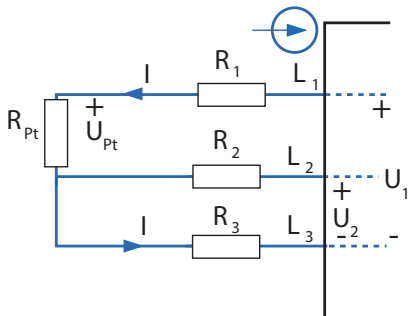 I
R1
L1
+
+
RPt
UPt
R2
L2
U1
+
I
R3
L3
U2
-
-